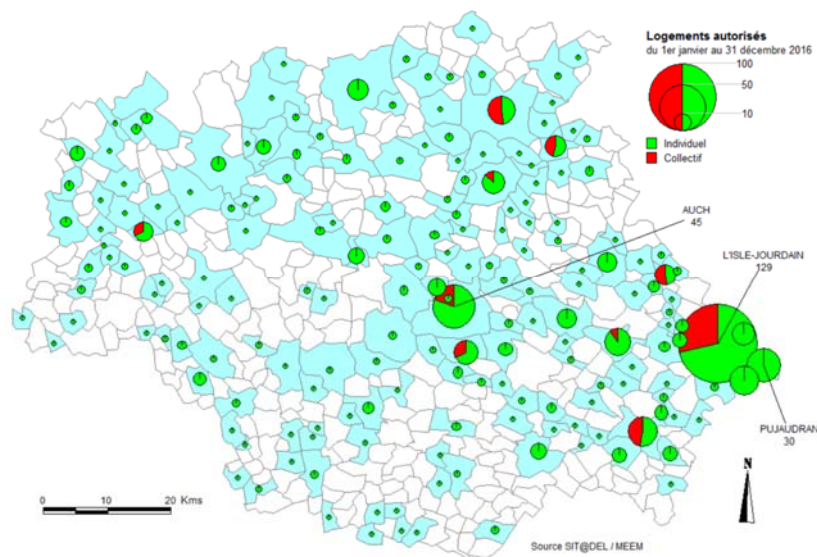 Logements autorisés
du 1er janvier au 31 décembre 2016
100
50
10
Individuel
Collectif
AUCH
45
L'ISLE-JOURDAIN
129
PUJAUDRAN
30
N
0 10 20 Kms
Source SIT@DEL / MEEM